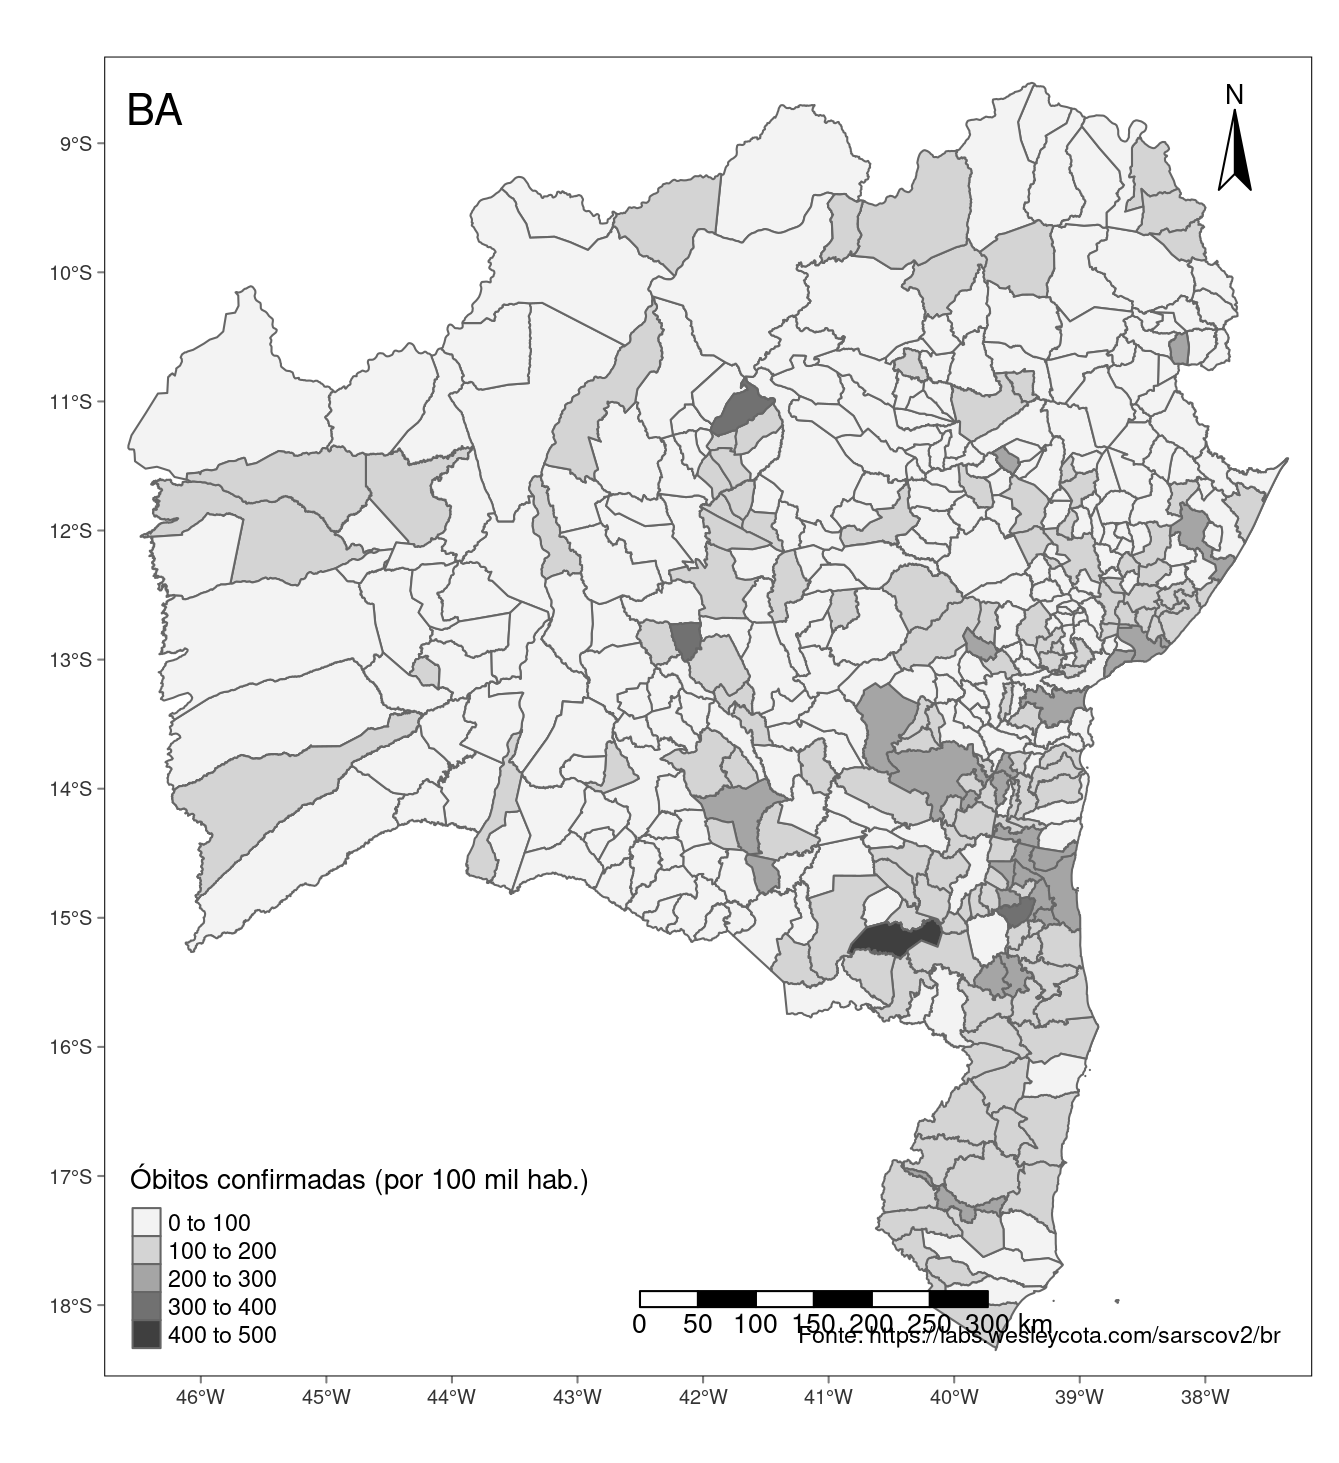 BA
N
9°S
10°S
11°S
12°S
13°S
14°S
15°S
16°S
17°S
18°S
Óbitos confirmadas (por 100 mil hab.)
0 to 100
100 to 200
200 to 300
300 to 400
400 to 500
0 50 100 150 200 250 300 km
Fonte: https://labs.wesleycota.com/sarscov2/br
46°W 45°W 44°W 43°W 42°W 41°W 40°W 39°W 38°W